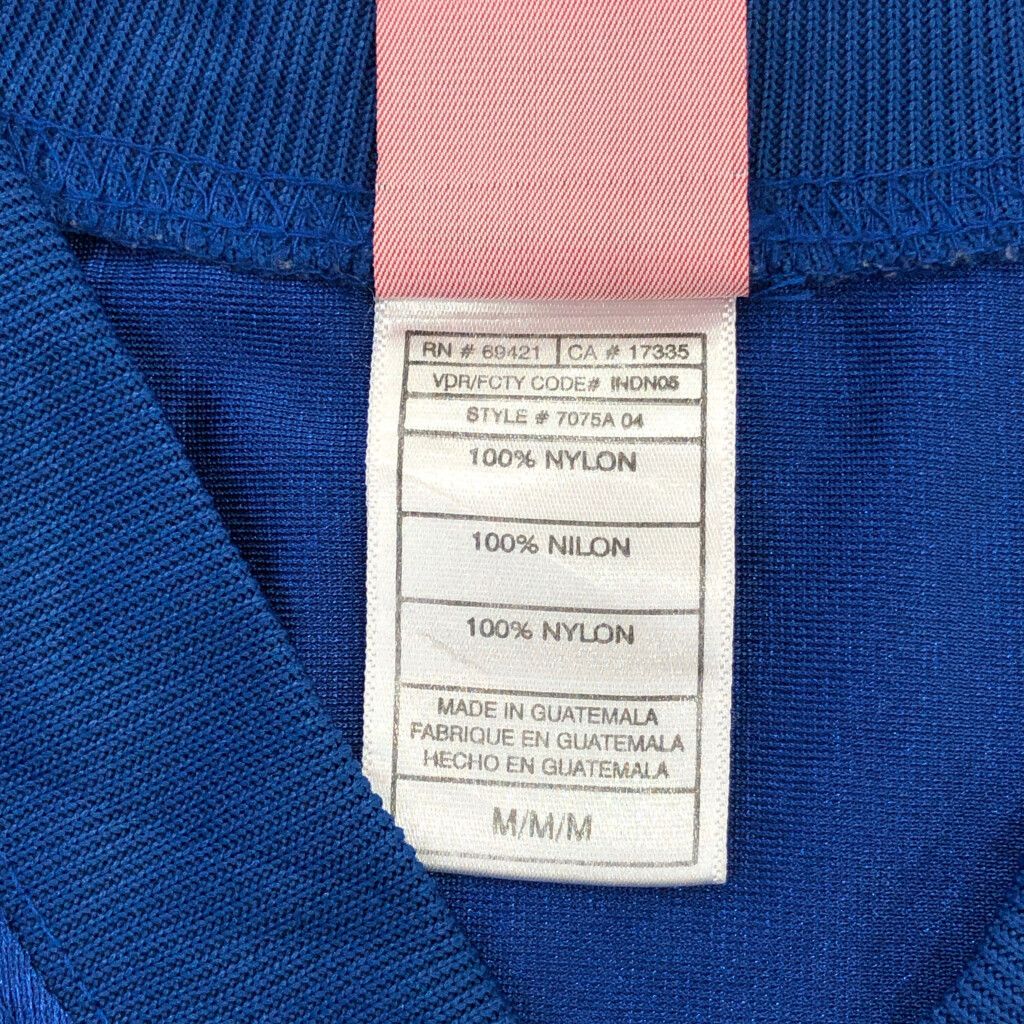 RN # 69421 CA # 17335
VDR/FCTY CODE# INDN05
STYLE # 7075A 04
100% NYLON
100% NILON
100% NYLON
MADE IN GUATEMALA
FABRIQUE EN GUATEMALA
HECHO EN GUATEMALA
M/M/M